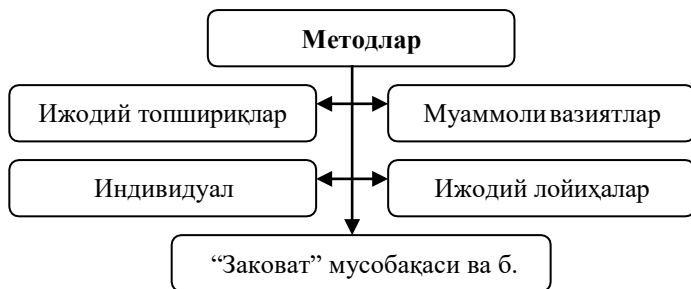 Методлар
Ижодий топшириқлар
Муаммоли вазиятлар
Индивидуал
Ижодий лойиҳалар
“Заковат” мусобақаси ва б.